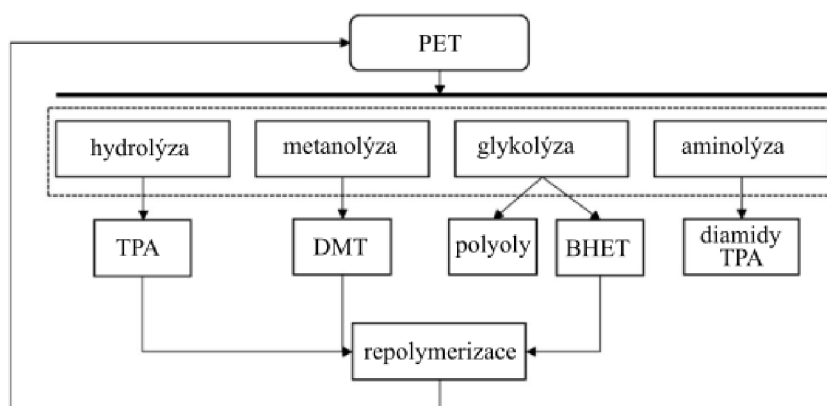 PET
hydrolýza
metanolýza
glykolýza
aminolýza
TPA
DMT
polyoly
BHET
diamidy
TPA
repolymerizace